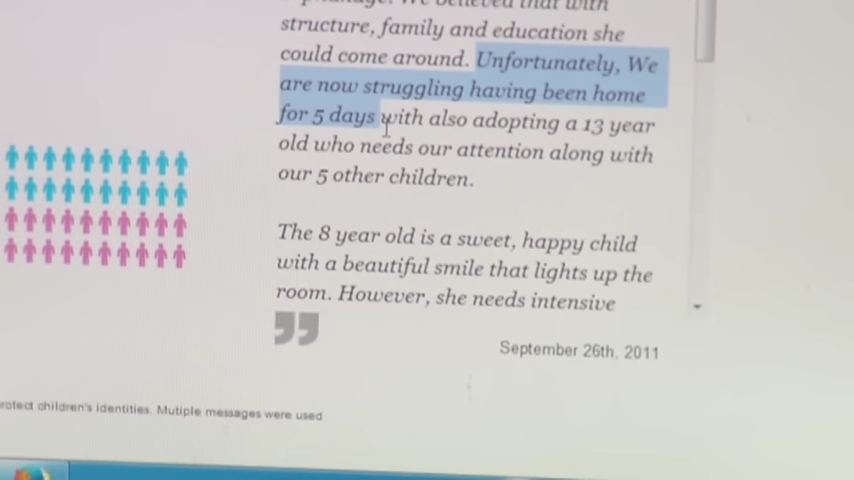 structure, family and education she
could come around. Unfortunately, We
are now struggling having been home
for 5 days with also adopting a 13 year
old who needs our attention along with
our 5 other children.
The 8 year old is a sweet, happy child
with a beautiful smile that lights up the
room. However, she needs intensive
”
September 26th, 2011
rotect children's identities. Mutiple messages were used